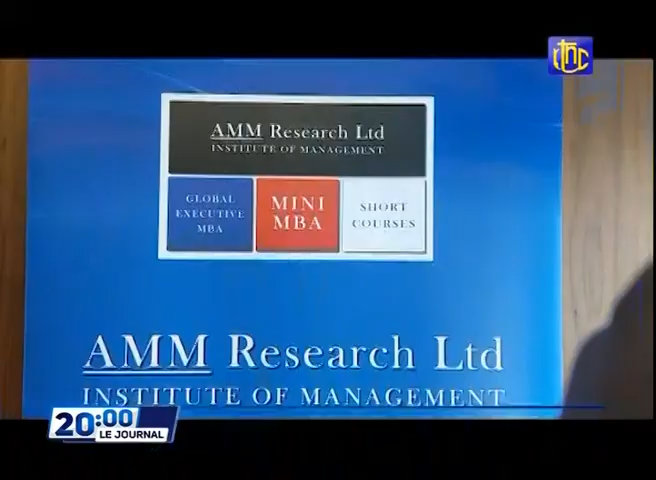 rtnc
AMM Research Ltd
INSTITUTE OF MANAGEMENT
GLOBAL
EXECUTIVE
MBA
MINI
MBA
SHORT
COURSES
AMM Research Ltd
INSTITUTE OF MANAGEMENT
20:00
LE JOURNAL